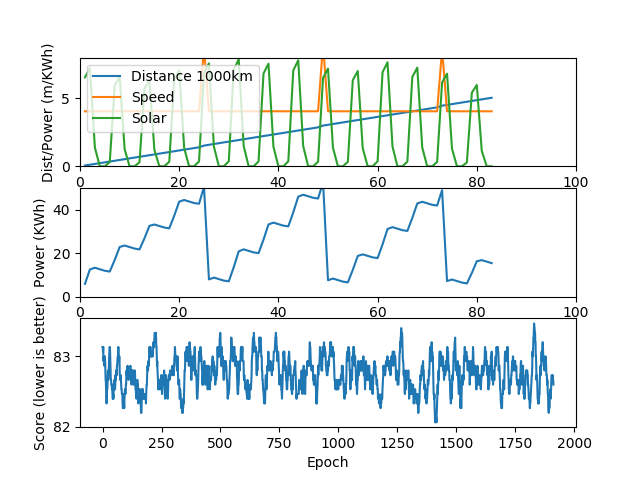 Dist/Power (m/KWh)
5
0
Distance 1000km
Speed
Solar
0 20 40 60 80 100
Power (KWh)
40
20
0
0 20 40 60 80 100
Score (lower is better)
83
82
0 250 500 750 1000 1250 1500 1750 2000
Epoch